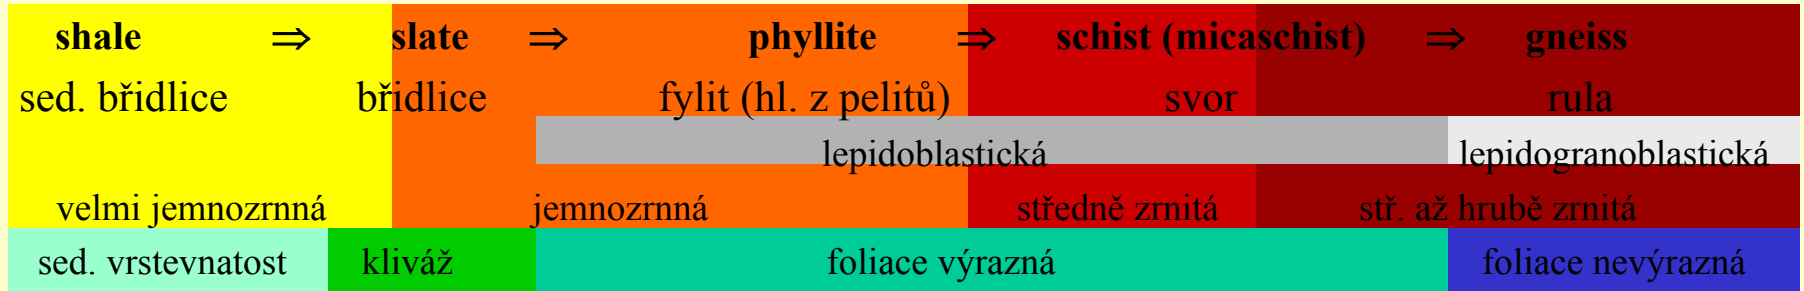 shale ⇒ slate ⇒ phyllite ⇒ schist (micaschist) ⇒ gneiss
sed. břidlice břidlice fylit (hl. z pelitů) svor rula
lepidoblastická lepidogranoblastická
velmi jemnozrnná jemnozrnná středně zrnitá stř. až hrubě zrnitá
sed. vrstevnatost kliváž foliace výrazná foliace nevýrazná